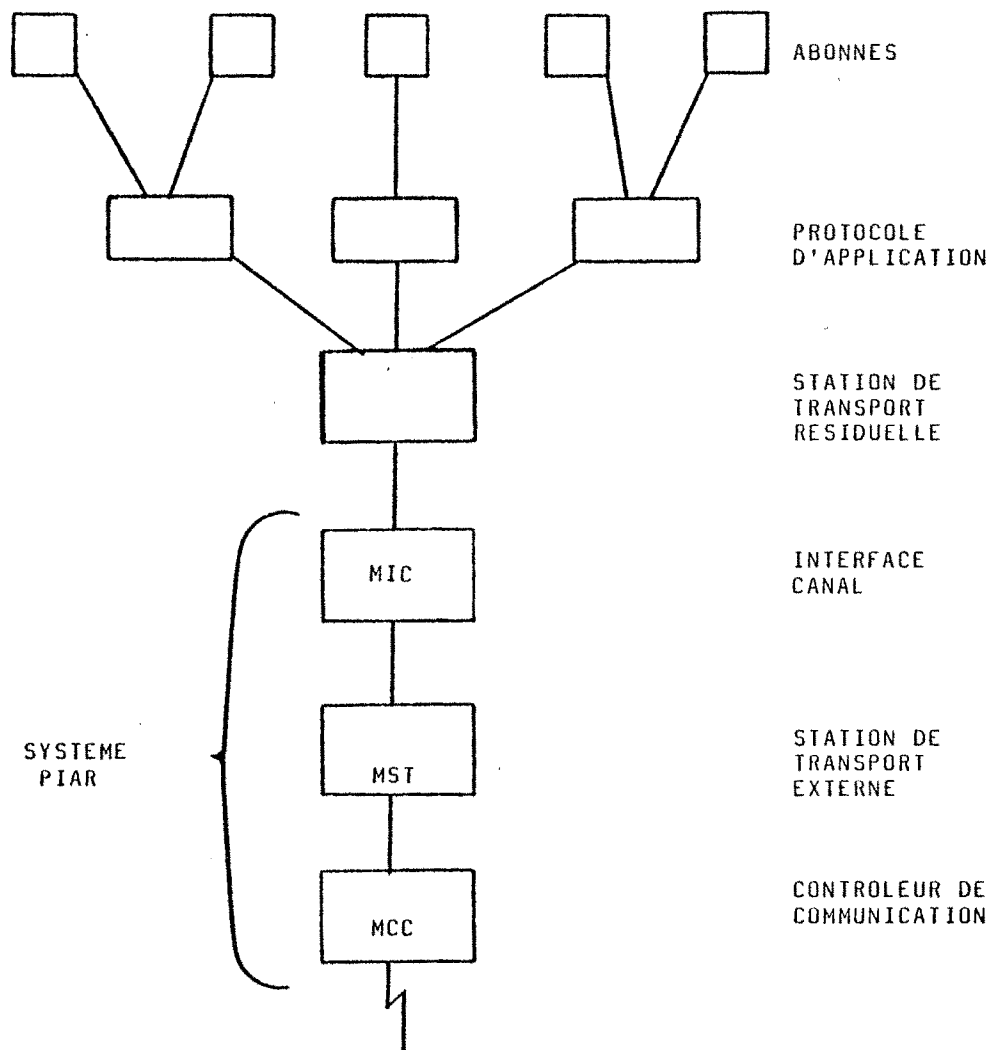 ABONNES
PROTOCOLE
D'APPLICATION
STATION DE
TRANSPORT
RESIDUELLE
MIC
INTERFACE
CANAL
SYSTEME
PIAR
MST
STATION DE
TRANSPORT
EXTERNE
MCC
CONTROLEUR DE
COMMUNICATION